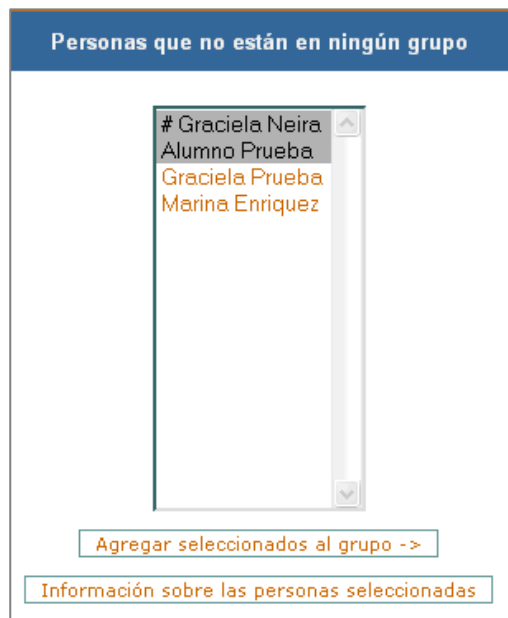 Personas que no están en ningún grupo
# Graciela Neira
Alumno Prueba
Graciela Prueba
Marina Enriquez
Agregar seleccionados al grupo ->
Información sobre las personas seleccionadas